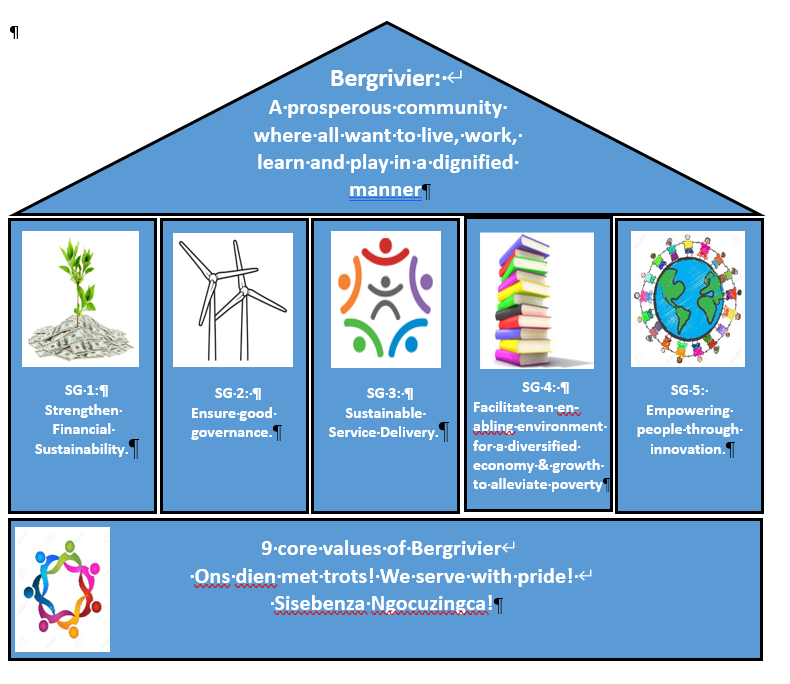 Bergrivier:
A prosperous community
where all want to live, work,
learn and play in a dignified
manner
SG 1:
Strengthen
Financial
Sustainability.
SG 2:
Ensure good
governance.
SG 3:
Sustainable
Service Delivery.
SG 4:
Facilitate an en-
abling environment
for a diversified
economy & growth
to alleviate poverty
SG 5:
Empowering
people through
innovation.
9 core values of Bergrivier
Ons dien met trots! We serve with pride!
Sisebenza Ngocuzingca!